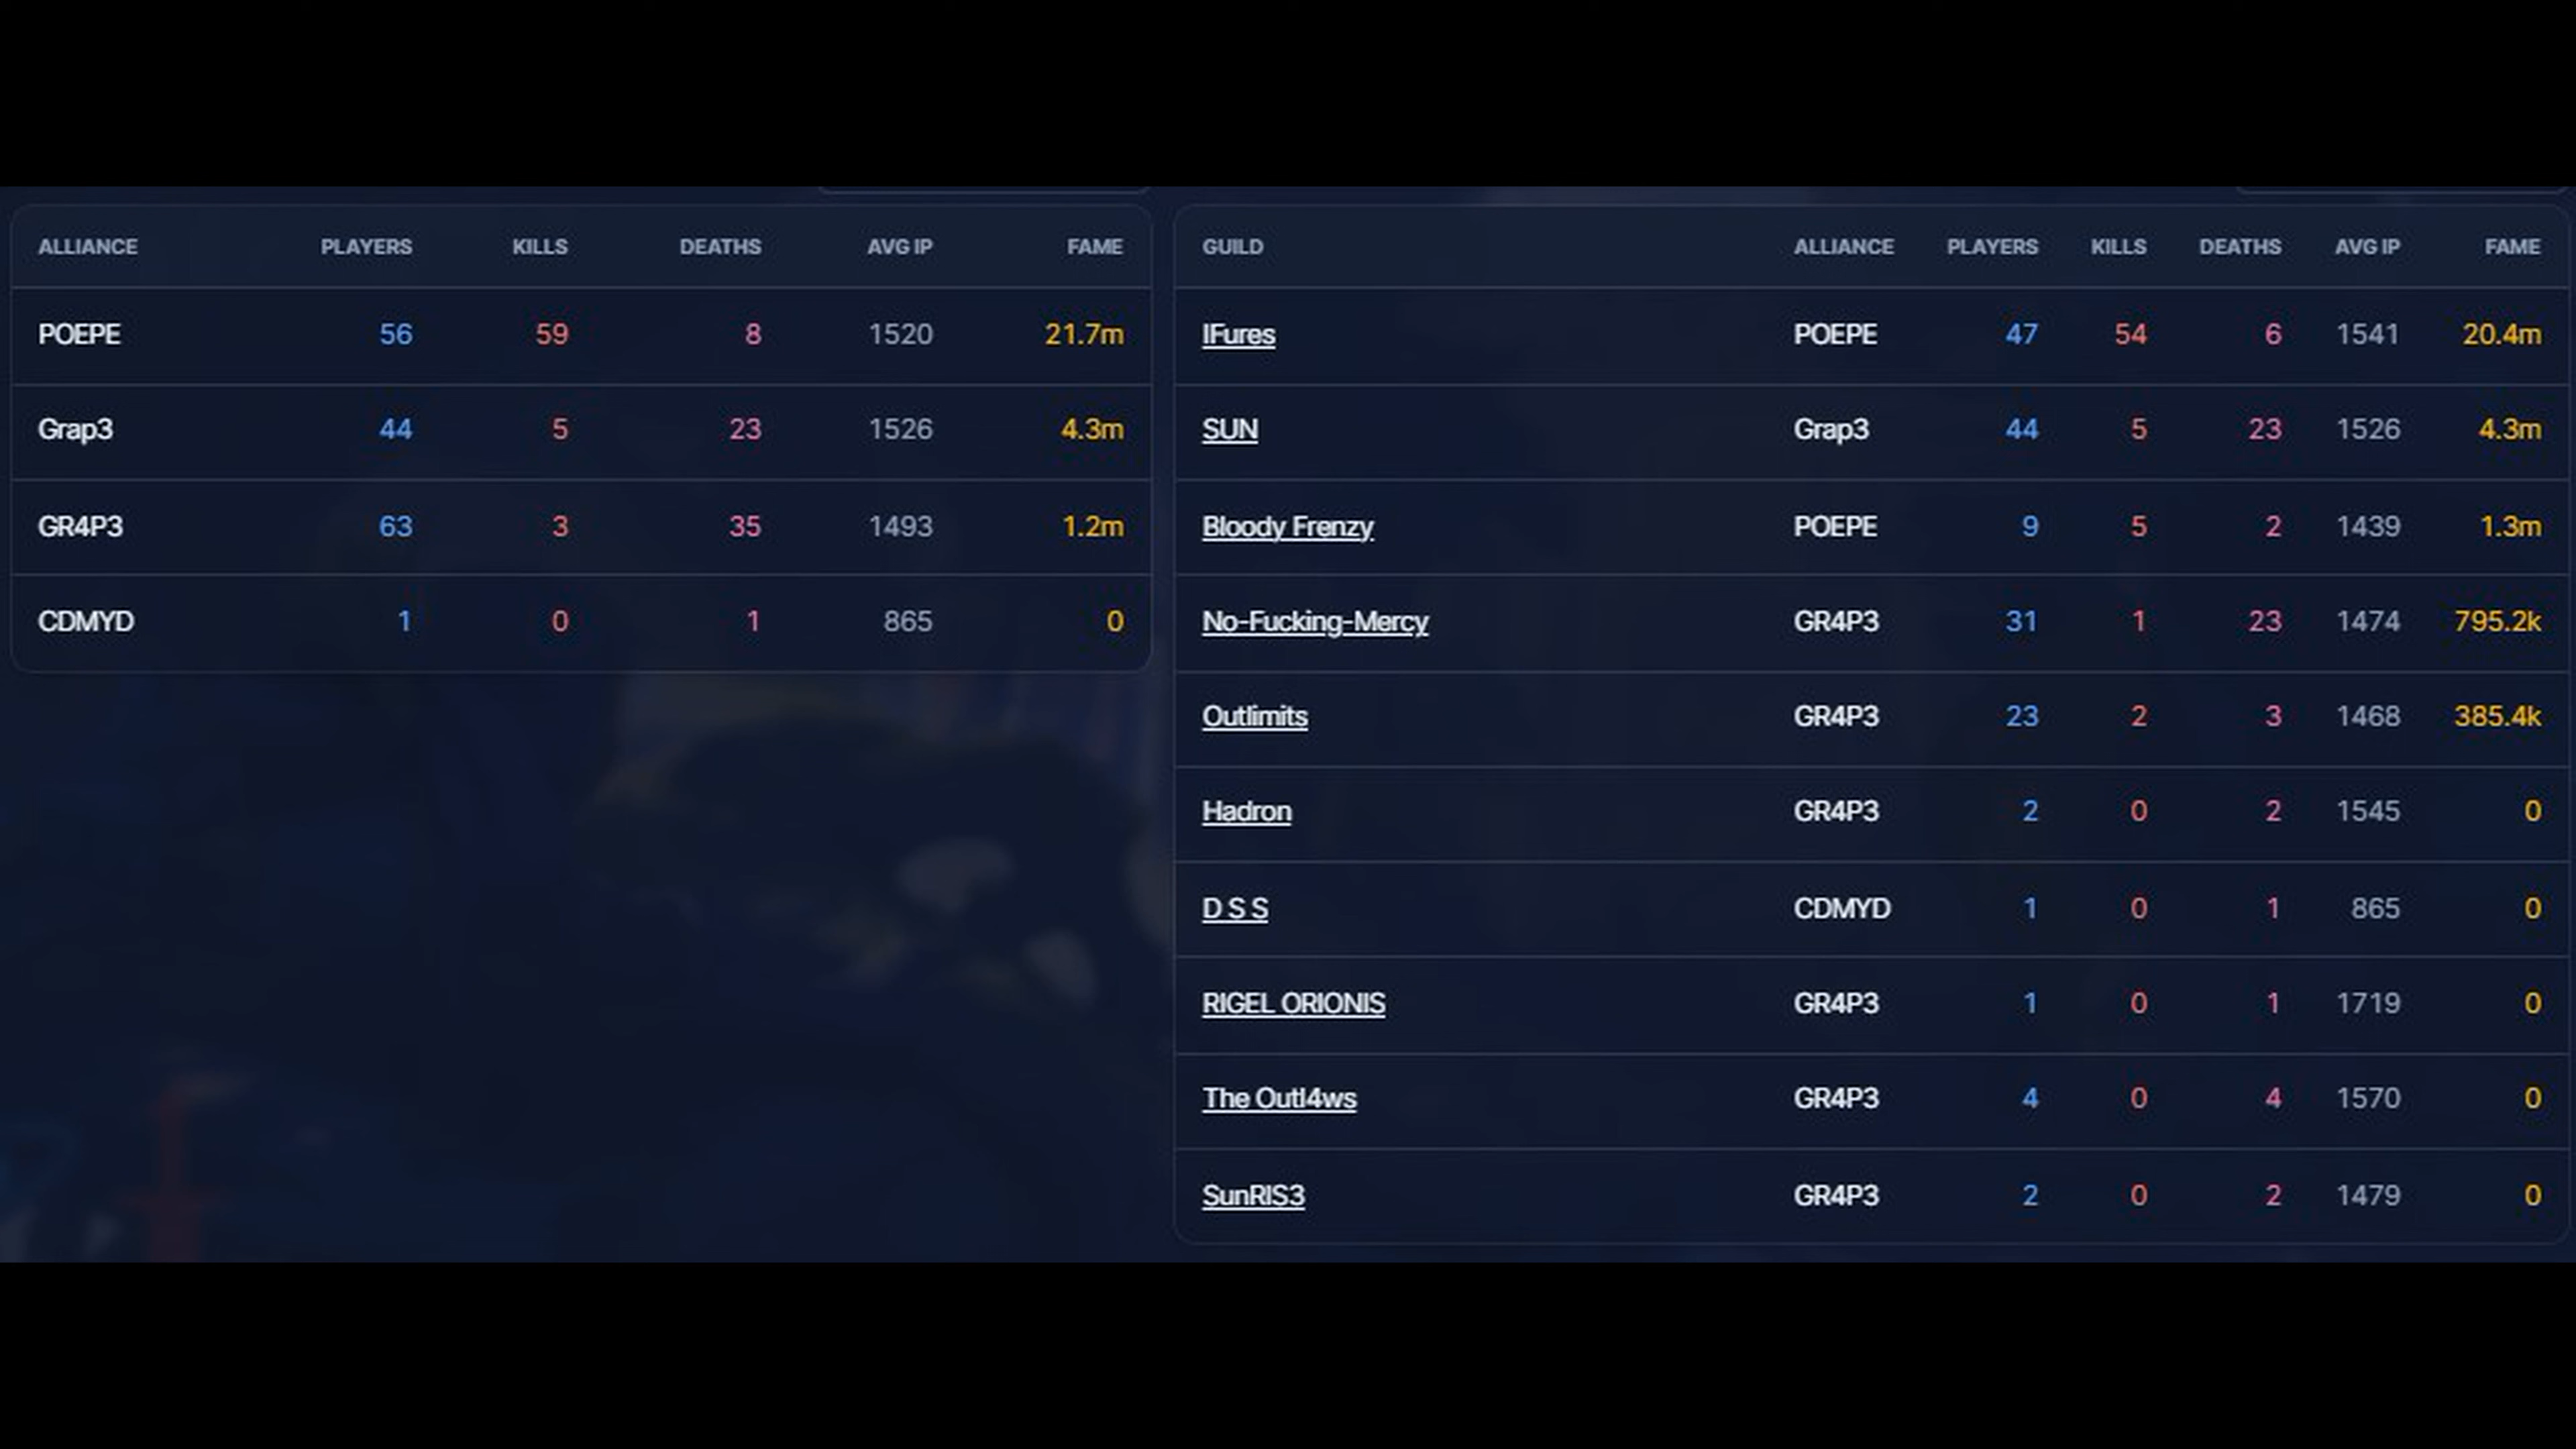 ALLIANCE PLAYERS KILLS DEATHS AVG IP FAME
POEPE 56 59 8 1520 21.7m
Grap3 44 5 23 1526 4.3m
GR4P3 63 3 35 1493 1.2m
CDMYD 1 0 1 865 0
GUILD ALLIANCE PLAYERS KILLS DEATHS AVG IP FAME
IFures POEPE 47 54 6 1541 20.4m
SUN Grap3 44 5 23 1526 4.3m
Bloody Frenzy POEPE 9 5 2 1439 1.3m
No-Fucking-Mercy GR4P3 31 1 23 1474 795.2k
Outlimits GR4P3 23 2 3 1468 385.4k
Hadron GR4P3 2 0 2 1545 0
D S S CDMYD 1 0 1 865 0
RIGEL ORIONIS GR4P3 1 0 1 1719 0
The Outl4ws GR4P3 4 0 4 1570 0
SunRIS3 GR4P3 2 0 2 1479 0